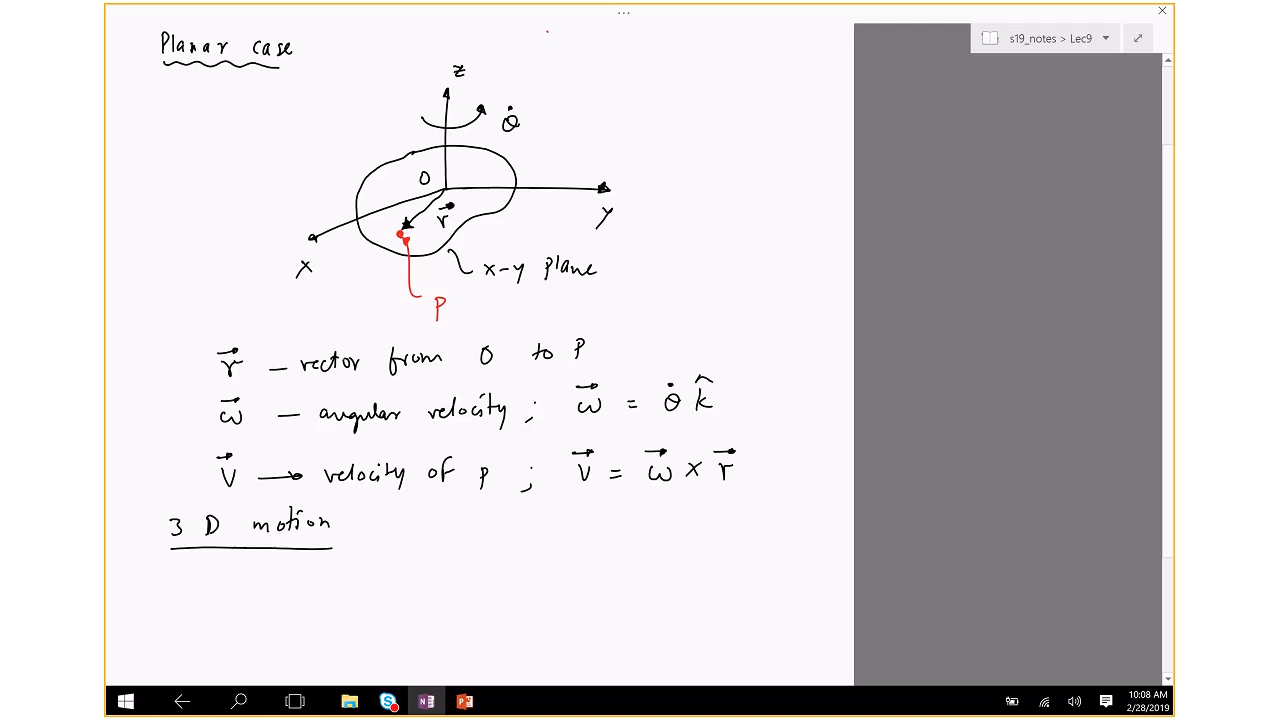 ...
s19_notes > Lec9
Planar case
z
θ̇
O
r⃗
y
x
x-y plane
P
r⃗ — vector from O to P
ω⃗ — angular velocity ; ω⃗ = θ̇ k̂
V⃗ → velocity of P ; V⃗ = ω⃗ × r⃗
3 D motion
10:08 AM
2/28/2019